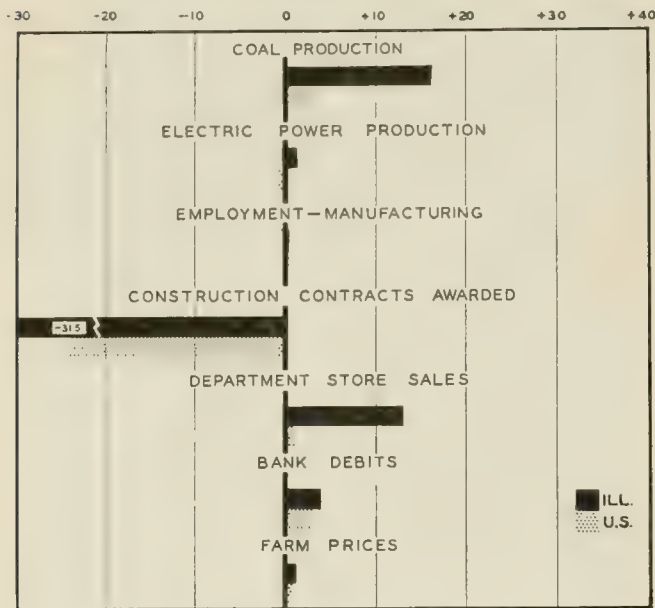 -30 -20 -10 0 +10 +20 +30 +40
COAL PRODUCTION
ELECTRIC POWER PRODUCTION
EMPLOYMENT—MANUFACTURING
CONSTRUCTION CONTRACTS AWARDED
-31.5
DEPARTMENT STORE SALES
BANK DEBITS
ILL.
U.S.
FARM PRICES